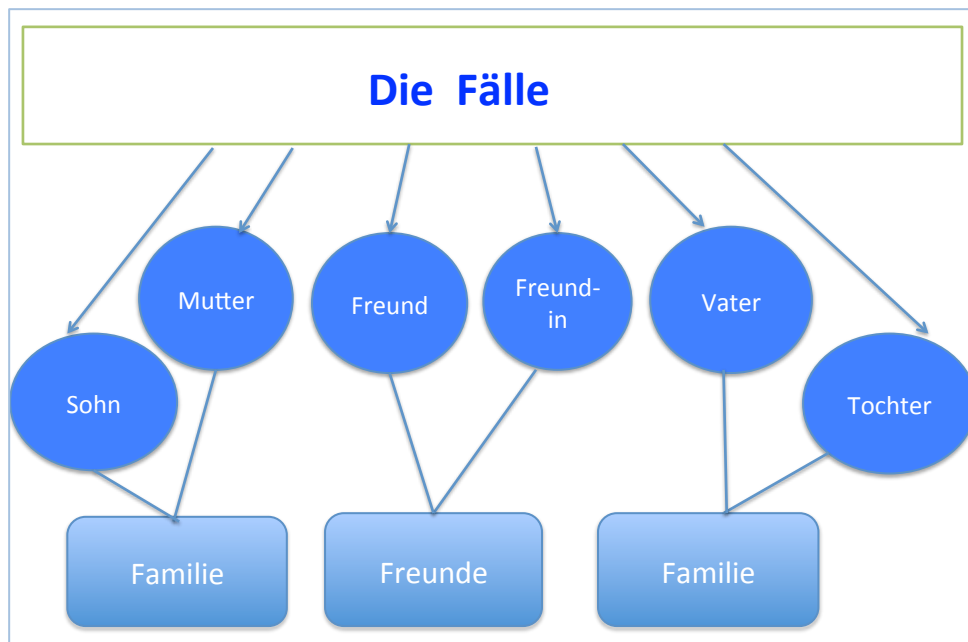 Die Fälle
Mutter
Freund
Freund-
in
Vater
Sohn
Tochter
Familie
Freunde
Familie